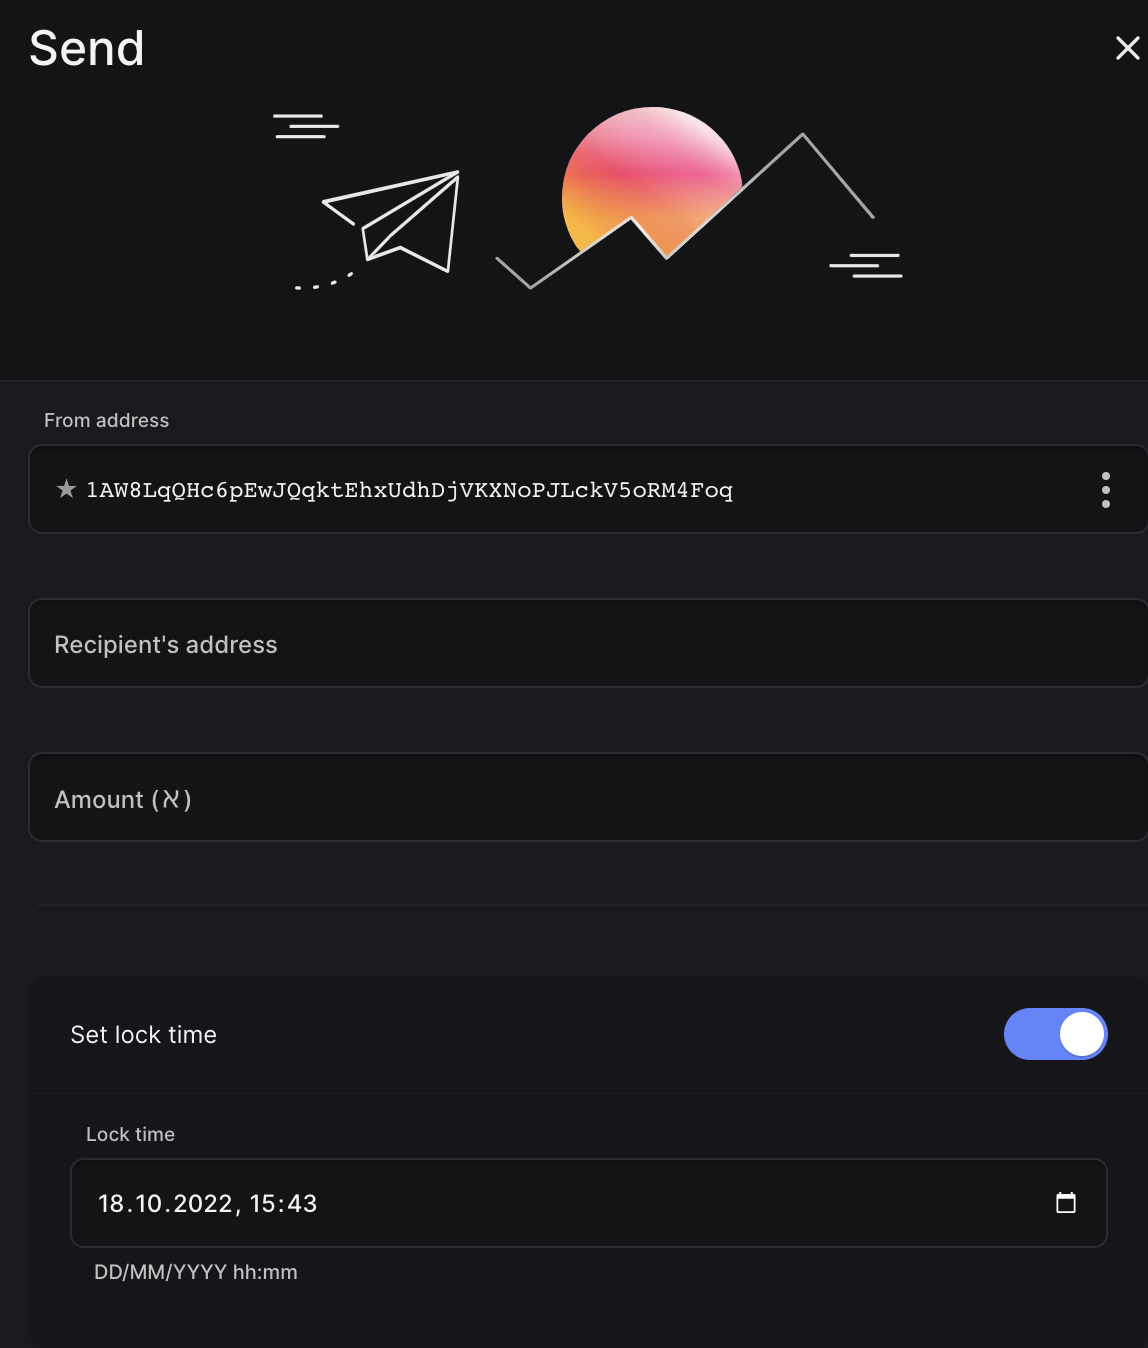 Send
From address
★ 1AW8LqQHc6pEwJQqktEhxUdhDjVKXNoPJLckV5oRM4Foq
Recipient's address
Amount (ℵ)
Set lock time
Lock time
18.10.2022, 15:43
DD/MM/YYYY hh:mm